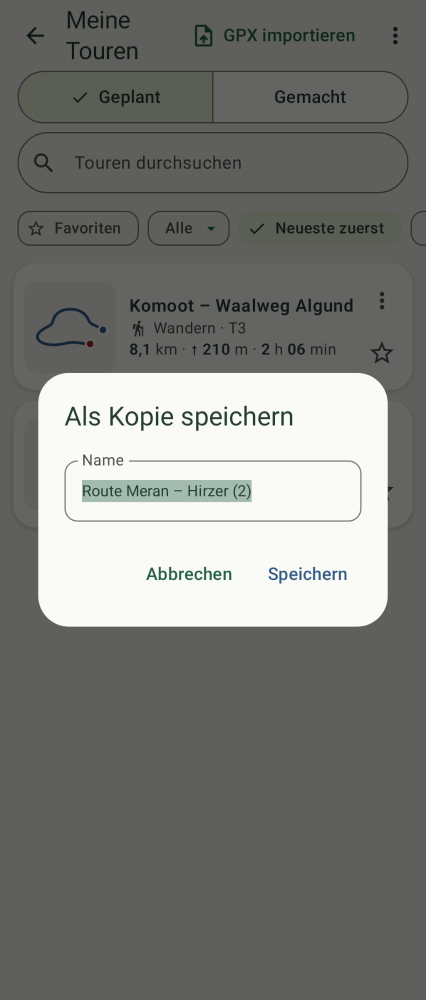 Meine
Touren
GPX importieren
Geplant
Gemacht
Touren durchsuchen
Favoriten
Alle
Neueste zuerst
Komoot – Waalweg Algund
Wandern · T3
8,1 km · ↑ 210 m · 2 h 06 min
Als Kopie speichern
Name
Route Meran – Hirzer (2)
Abbrechen
Speichern